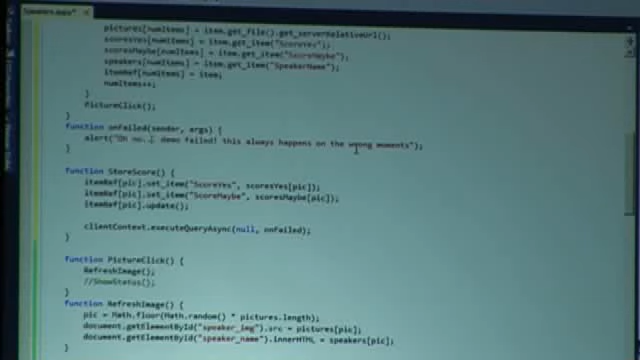 Speakers.aspx*
pictures[numItems] = item.get_file().get_serverRelativeUrl();
scoresYes[numItems] = item.get_item("ScoreYes");
scoresMaybe[numItems] = item.get_item("ScoreMaybe");
speakers[numItems] = item.get_item("SpeakerName");
itemRef[numItems] = item;
numItems++;
}
PictureClick();
}
function onFailed(sender, args) {
alert("Oh no... demo failed! this always happens on the wrong moments");
}
function StoreScore() {
itemRef[pic].set_item("ScoreYes", scoresYes[pic]);
itemRef[pic].set_item("ScoreMaybe", scoresMaybe[pic]);
itemRef[pic].update();
clientContext.executeQueryAsync(null, onfailed);
}
function PictureClick() {
RefreshImage();
//ShowStatus();
}
function RefreshImage() {
pic = Math.floor(Math.random() * pictures.length);
document.getElementById("speaker_img").src = pictures[pic];
document.getElementById("speaker_name").innerHTML = speakers[pic];
}